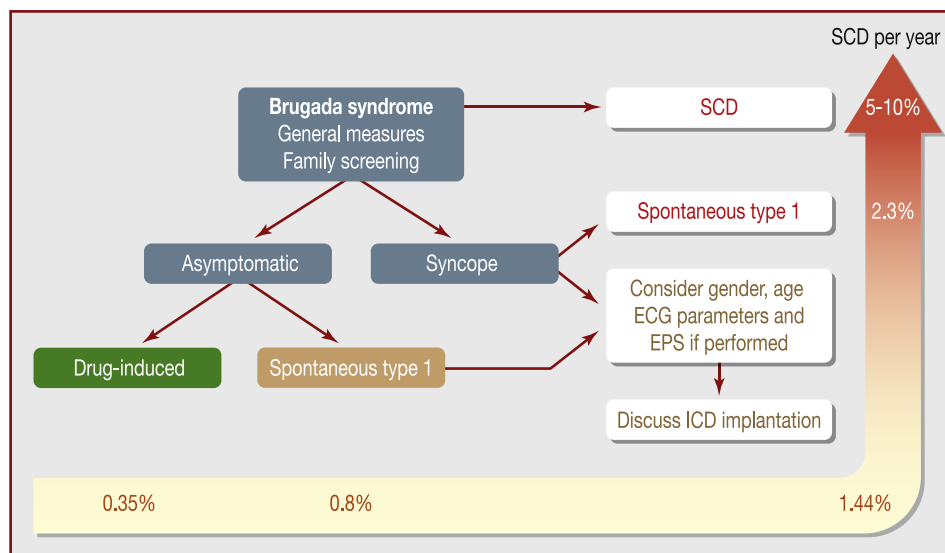 SCD per year
Brugada syndrome
General measures
Family screening
SCD
5-10%
Spontaneous type 1
2.3%
Asymptomatic
Syncope
Consider gender, age
ECG parameters and
EPS if performed
Drug-induced
Spontaneous type 1
Discuss ICD implantation
0.35%
0.8%
1.44%